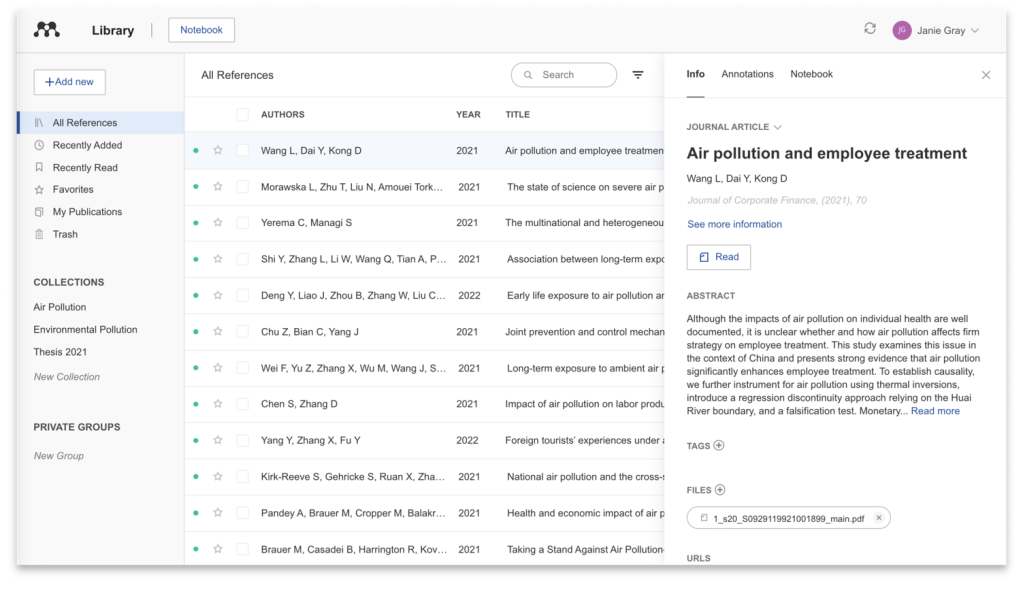 Library
Notebook
JG
Janie Gray
+Add new
All References
Recently Added
Recently Read
Favorites
My Publications
Trash
COLLECTIONS
Air Pollution
Environmental Pollution
Thesis 2021
New Collection
PRIVATE GROUPS
New Group
All References
Search
AUTHORS YEAR TITLE
Wang L, Dai Y, Kong D 2021 Air pollution and employee treatmen
Morawska L, Zhu T, Liu N, Amouei Tork... 2021 The state of science on severe air p
Yerema C, Managi S 2021 The multinational and heterogeneou
Shi Y, Zhang L, Li W, Wang Q, Tian A, P... 2021 Association between long-term expo
Deng Y, Liao J, Zhou B, Zhang W, Liu C... 2022 Early life exposure to air pollution ar
Chu Z, Bian C, Yang J 2021 Joint prevention and control mechan
Wei F, Yu Z, Zhang X, Wu M, Wang J, S... 2021 Long-term exposure to ambient air p
Chen S, Zhang D 2021 Impact of air pollution on labor produ
Yang Y, Zhang X, Fu Y 2022 Foreign tourists' experiences under a
Kirk-Reeve S, Gehricke S, Ruan X, Zha... 2021 National air pollution and the cross-s
Pandey A, Brauer M, Cropper M, Balakr... 2021 Health and economic impact of air p
Brauer M, Casadei B, Harrington R, Kov... 2021 Taking a Stand Against Air Pollution-
Info Annotations Notebook
JOURNAL ARTICLE
Air pollution and employee treatment
Wang L, Dai Y, Kong D
Journal of Corporate Finance, (2021), 70
See more information
Read
ABSTRACT
Although the impacts of air pollution on individual health are well
documented, it is unclear whether and how air pollution affects firm
strategy on employee treatment. This study examines this issue in
the context of China and presents strong evidence that air pollution
significantly enhances employee treatment. To establish causality,
we further instrument for air pollution using thermal inversions,
introduce a regression discontinuity approach relying on the Huai
River boundary, and a falsification test. Monetary... Read more
TAGS
FILES
1_s20_S0929119921001899_main.pdf
URLS